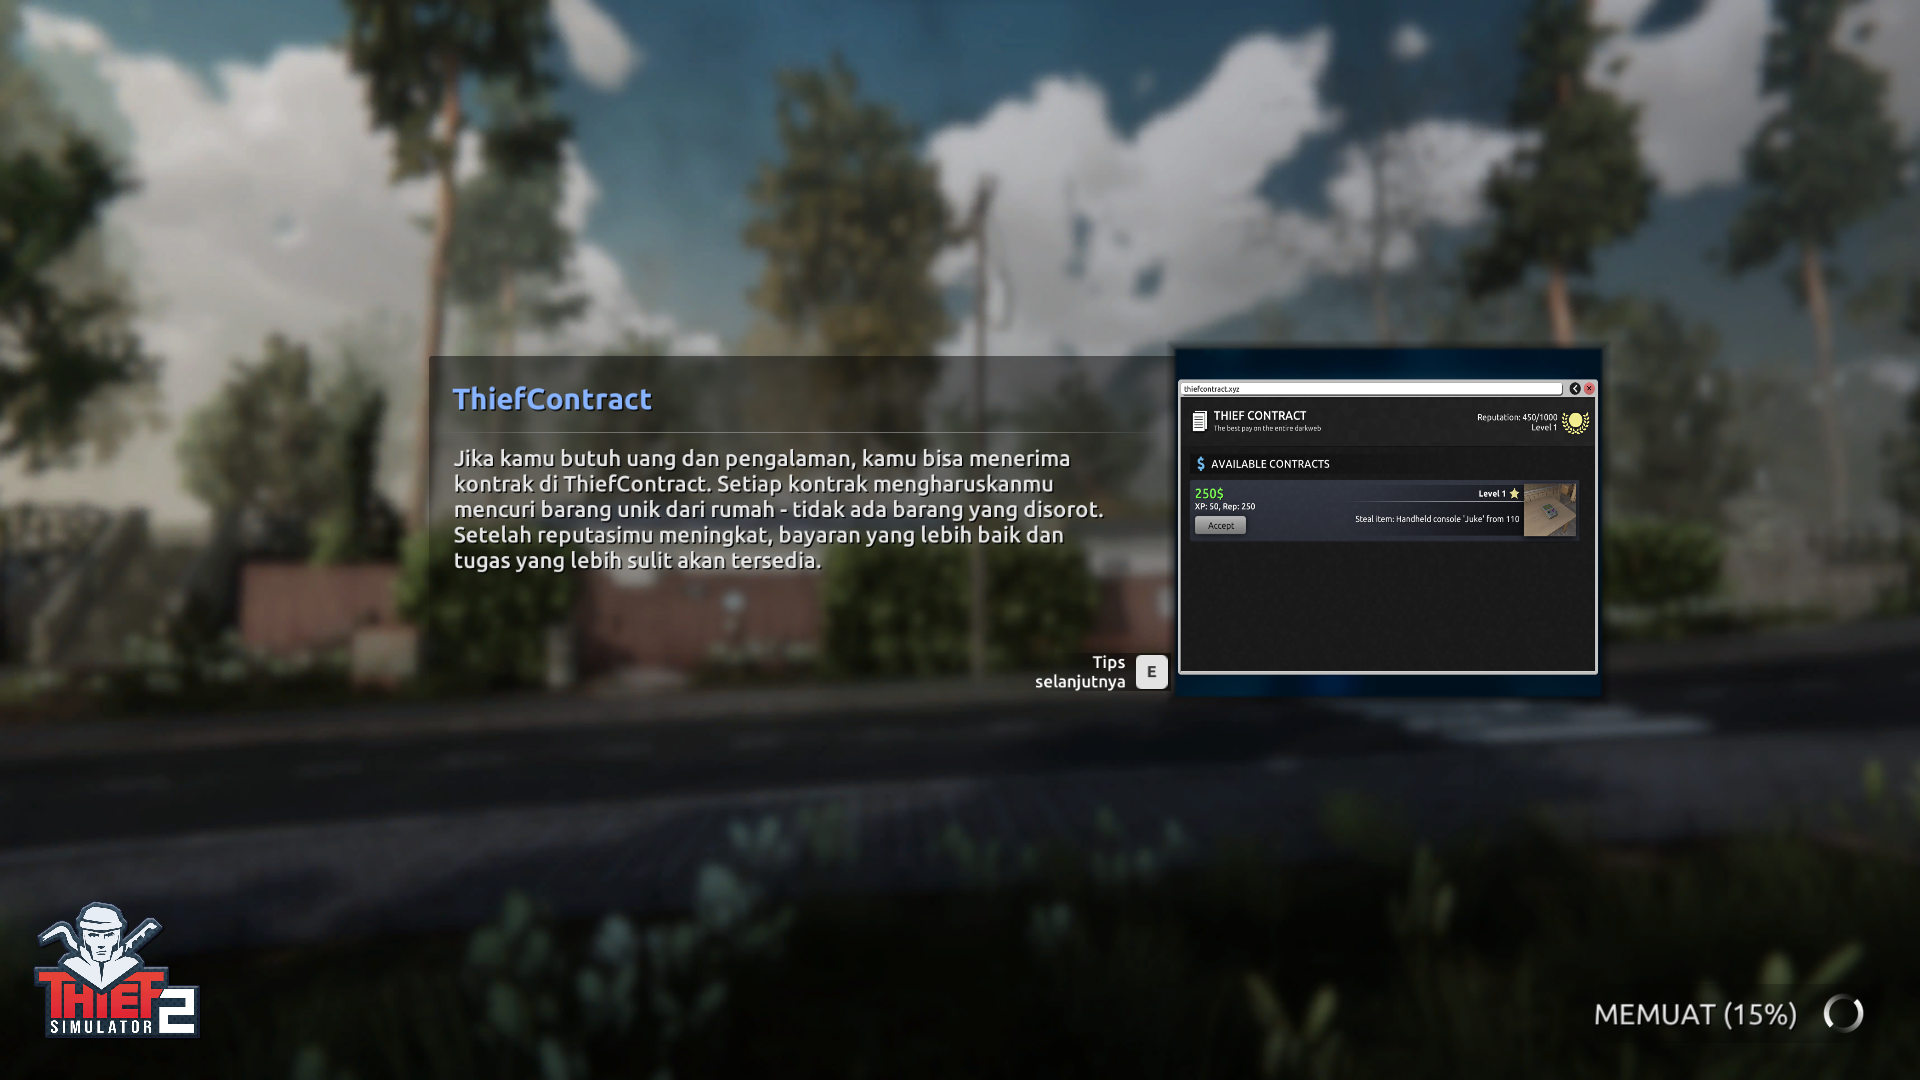 ThiefContract
Jika kamu butuh uang dan pengalaman, kamu bisa menerima
kontrak di ThiefContract. Setiap kontrak mengharuskanmu
mencuri barang unik dari rumah - tidak ada barang yang disorot.
Setelah reputasimu meningkat, bayaran yang lebih baik dan
tugas yang lebih sulit akan tersedia.
Tips
selanjutnya
E
thiefcontract.xyz
THIEF CONTRACT
The best pay on the entire darkweb
Reputation: 450/1000
Level 1
$ AVAILABLE CONTRACTS
250$
XP: 50, Rep: 250
Accept
Level 1
Steal item: Handheld console 'Juke' from 110
THIEF 2
SIMULATOR
MEMUAT (15%)